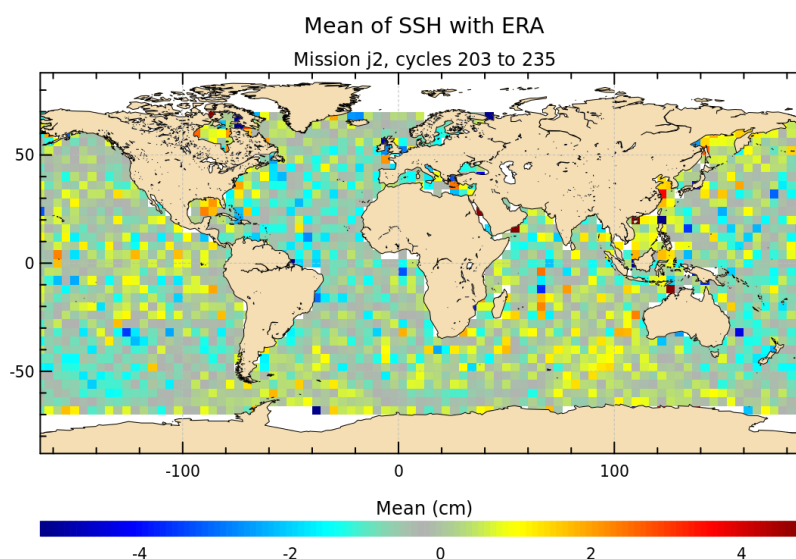 Mean of SSH with ERA
Mission j2, cycles 203 to 235
50
0
-50
-100 0 100
Mean (cm)
-4 -2 0 2 4